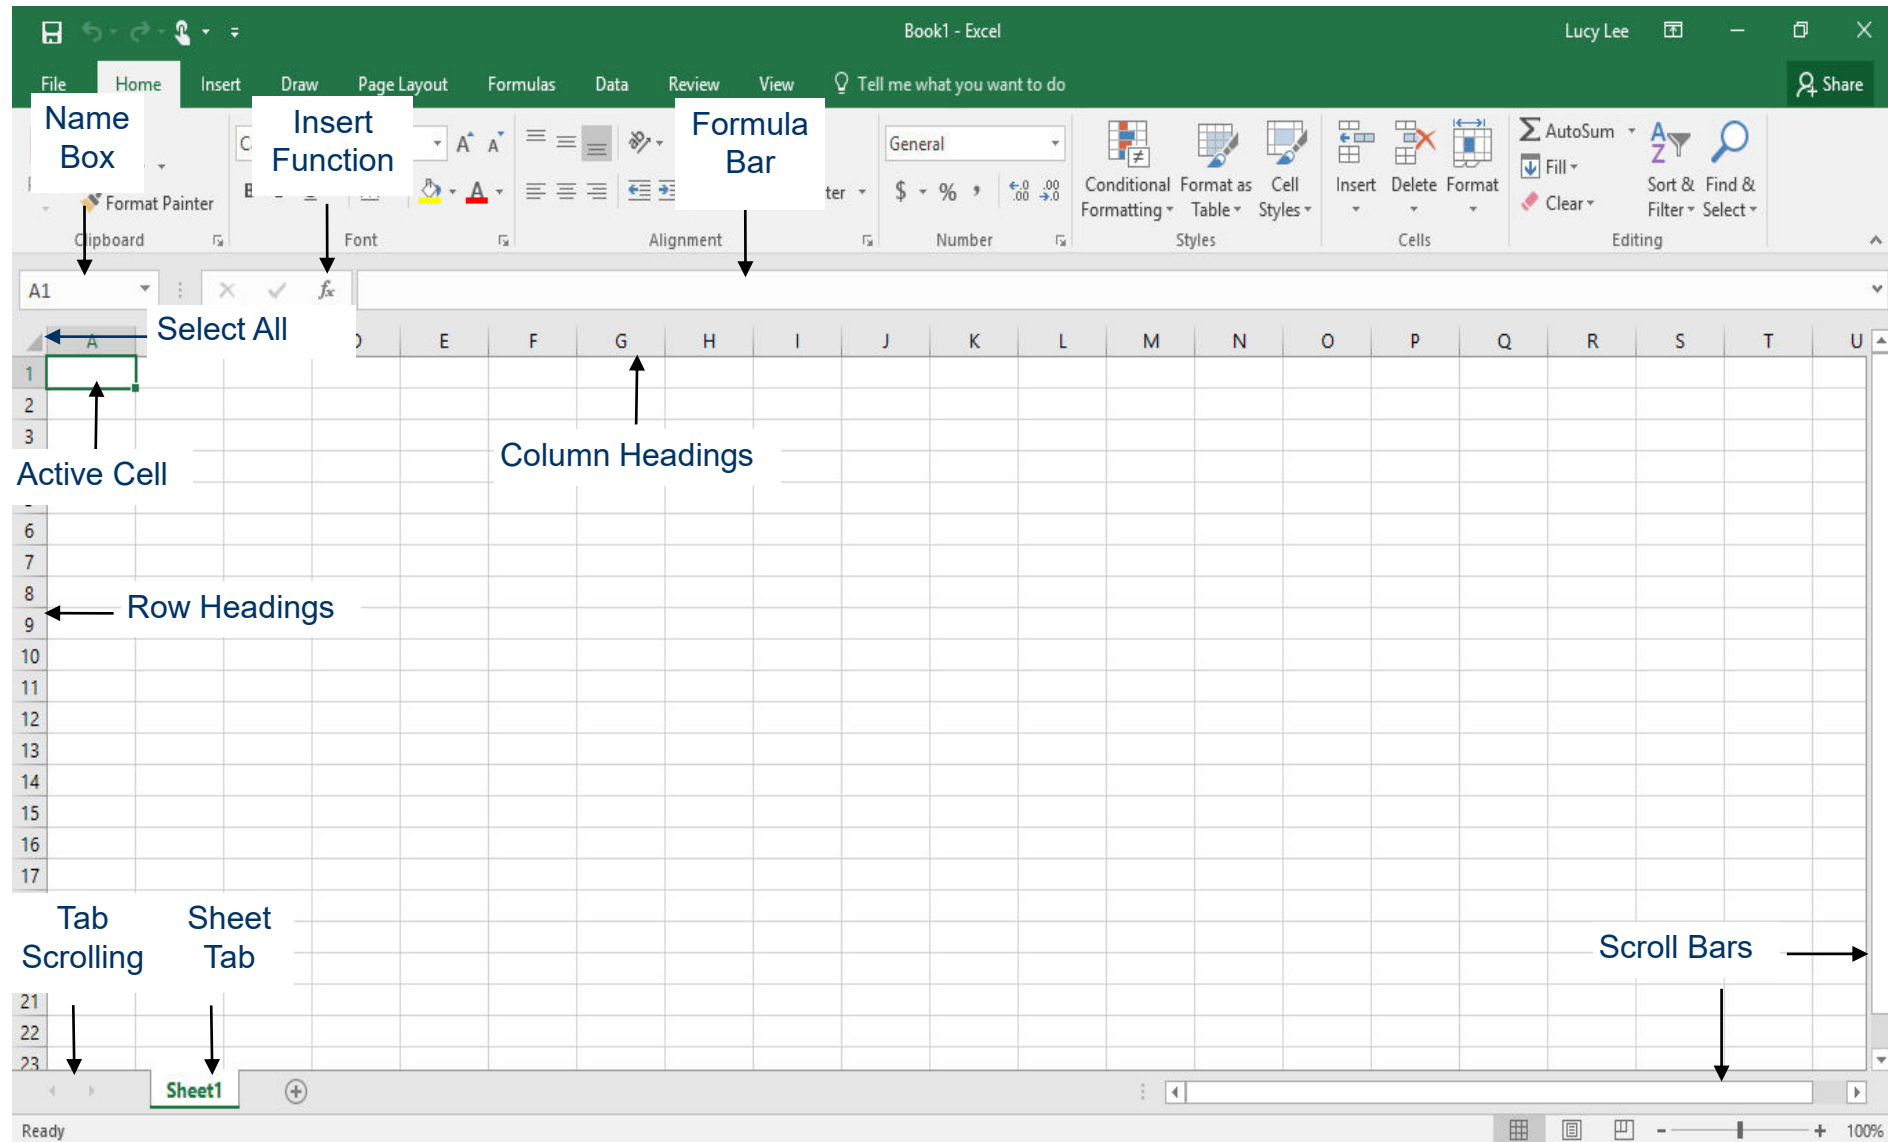 Book1 - Excel
Lucy Lee
File Home Insert Draw Page Layout Formulas Data Review View Tell me what you want to do Share
Name
Box
Insert
Function
Formula
Bar
Format Painter
Clipboard
Font
Alignment
General
$ % ,
Number
Conditional
Formatting
Format as
Table
Cell
Styles
Styles
Insert Delete Format
Cells
AutoSum
Fill
Clear
Sort &
Filter
Find &
Select
Editing
A1
fx
Select All
A E F G H I J K L M N O P Q R S T U
1
2
3
Active Cell
Column Headings
6
7
8
Row Headings
9
10
11
12
13
14
15
16
17
Tab
Scrolling
Sheet
Tab
Scroll Bars
21
22
23
Sheet1
Ready
100%